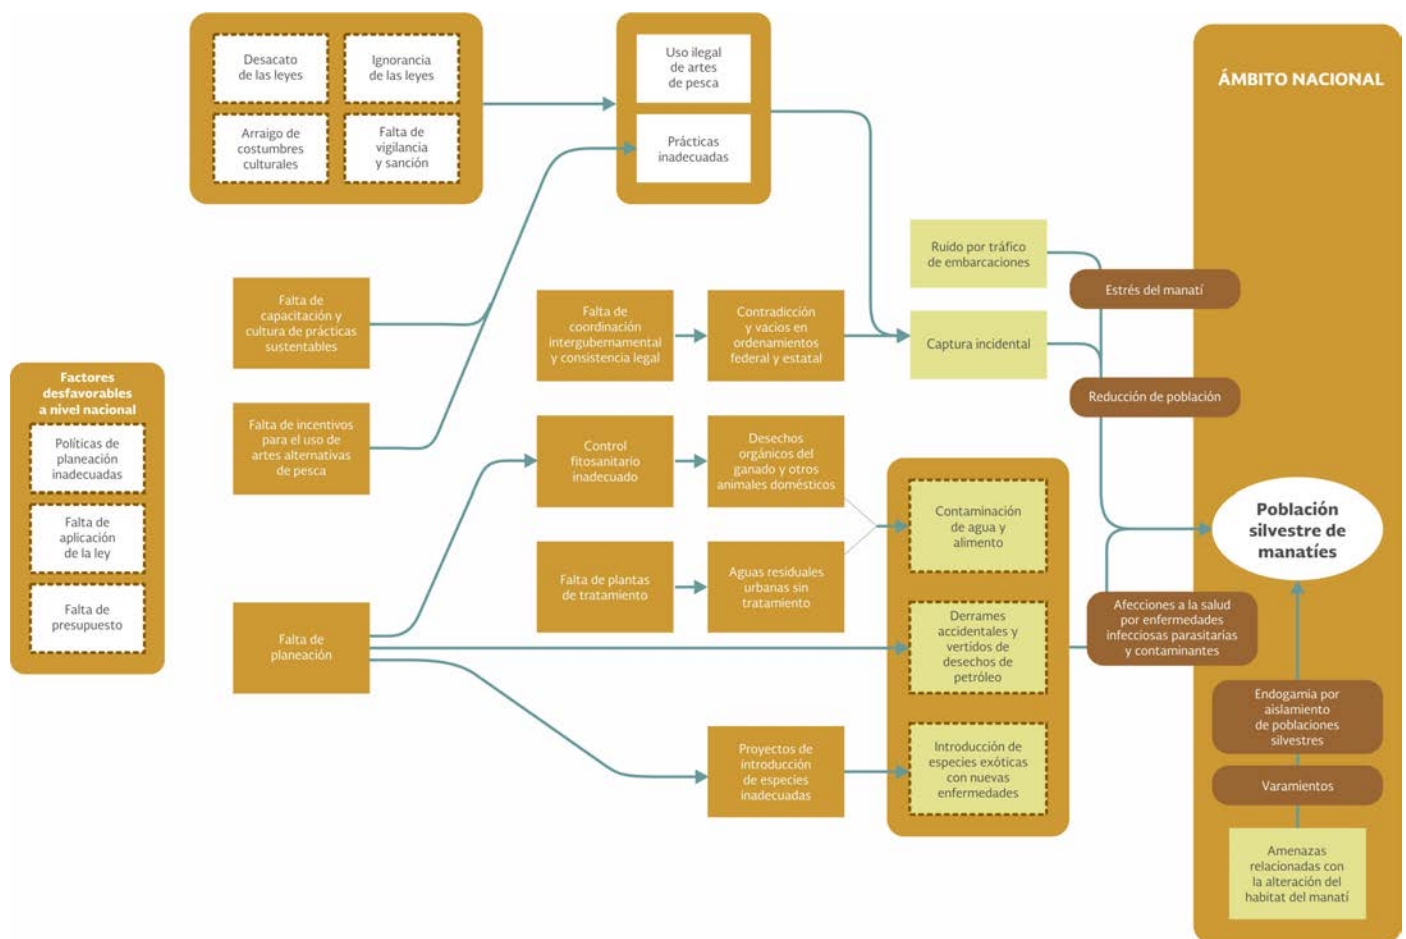 Desacato
de las leyes
Ignorancia
de las leyes
Arraigo de
costumbres
culturales
Falta de
vigilancia
y sanción
Uso ilegal
de artes
de pesca
Prácticas
inadecuadas
ÁMBITO NACIONAL
Ruido por tráfico
de embarcaciones
Estrés del manatí
Falta de
capacitación y
cultura de prácticas
sustentables
Falta de
coordinación
intergubernamental
y consistencia legal
Contradicción
y vacios en
ordenamientos
federal y estatal
Captura incidental
Reducción de población
Factores
desfavorables
a nivel nacional
Políticas de
planeación
inadecuadas
Falta de
aplicación
de la ley
Falta de
presupuesto
Falta de incentivos
para el uso de
artes alternativas
de pesca
Control
fitosanitario
inadecuado
Desechos
orgánicos del
ganado y otros
animales domésticos
Contaminación
de agua y
alimento
Población
silvestre de
manatíes
Falta de plantas
de tratamiento
Aguas residuales
urbanas sin
tratamiento
Falta de
planeación
Derrames
accidentales y
vertidos de
desechos de
petróleo
Afecciones a la salud
por enfermedades
infecciosas parasitarias
y contaminantes
Proyectos de
introducción
de especies
inadecuadas
Introducción de
especies exóticas
con nuevas
enfermedades
Endogamia por
aislamiento
de poblaciones
silvestres
Varamientos
Amenazas
relacionadas con
la alteración del
habitat del manatí